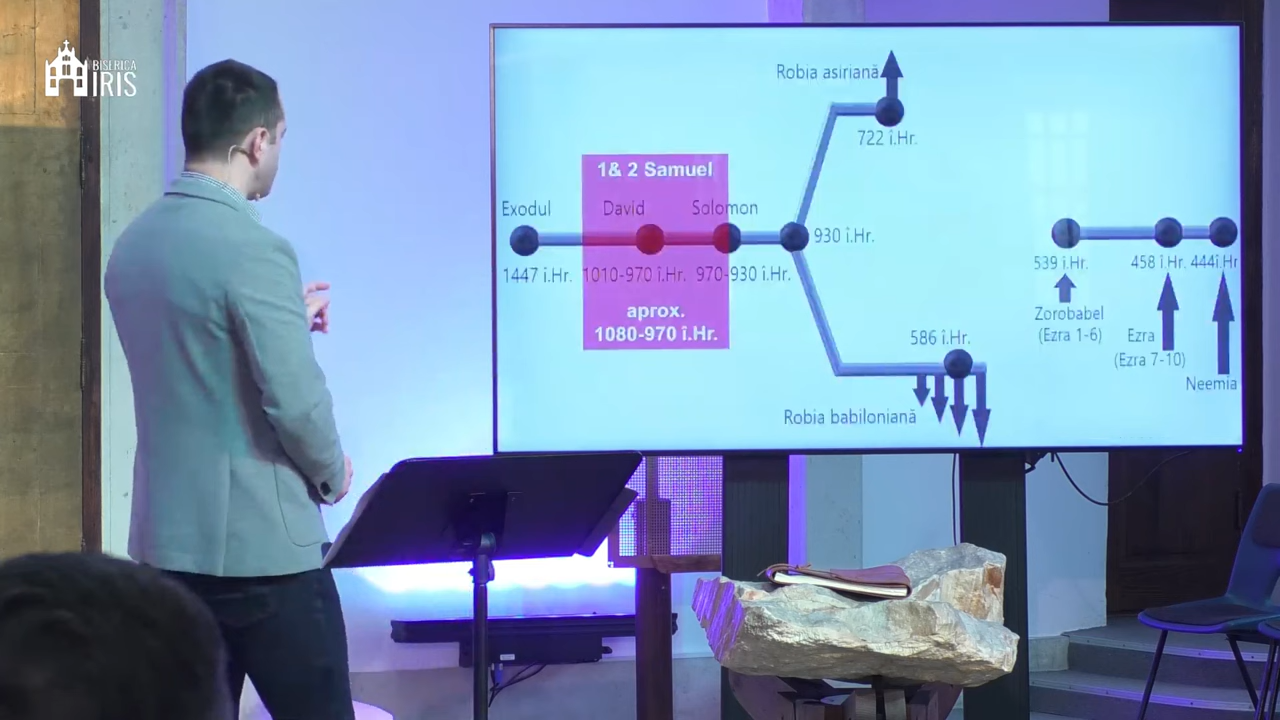 BISERICA
IRIS
Robia asiriană
722 î.Hr.
1& 2 Samuel
Exodul
David
Solomon
930 î.Hr.
1447 î.Hr.
1010-970 î.Hr.
970-930 î.Hr.
aprox.
1080-970 î.Hr.
539 î.Hr.
458 î.Hr.
444î.Hr
Zorobabel
(Ezra 1-6)
Ezra
(Ezra 7-10)
Neemia
586 î.Hr.
Robia babiloniană